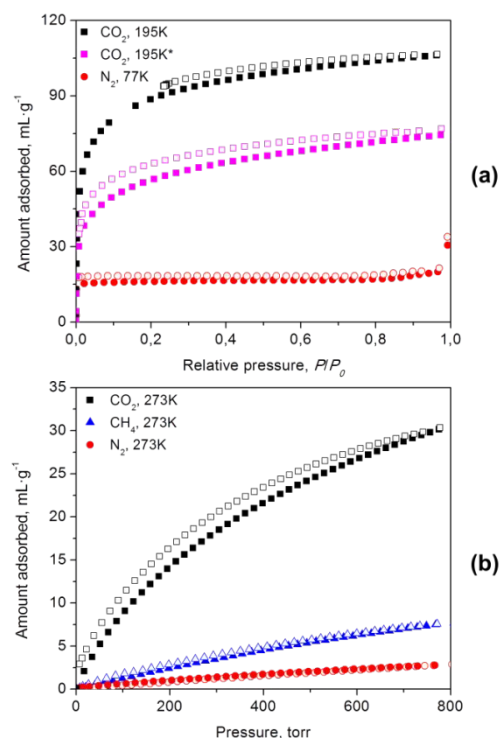 120
90
60
30
0
Amount adsorbed, mL·g⁻¹
CO₂, 195K
CO₂, 195K*
N₂, 77K
(a)
0,0 0,2 0,4 0,6 0,8 1,0
Relative pressure, P/P₀
35
30
25
20
15
10
5
0
Amount adsorbed, mL·g⁻¹
CO₂, 273K
CH₄, 273K
N₂, 273K
(b)
0 200 400 600 800
Pressure, torr